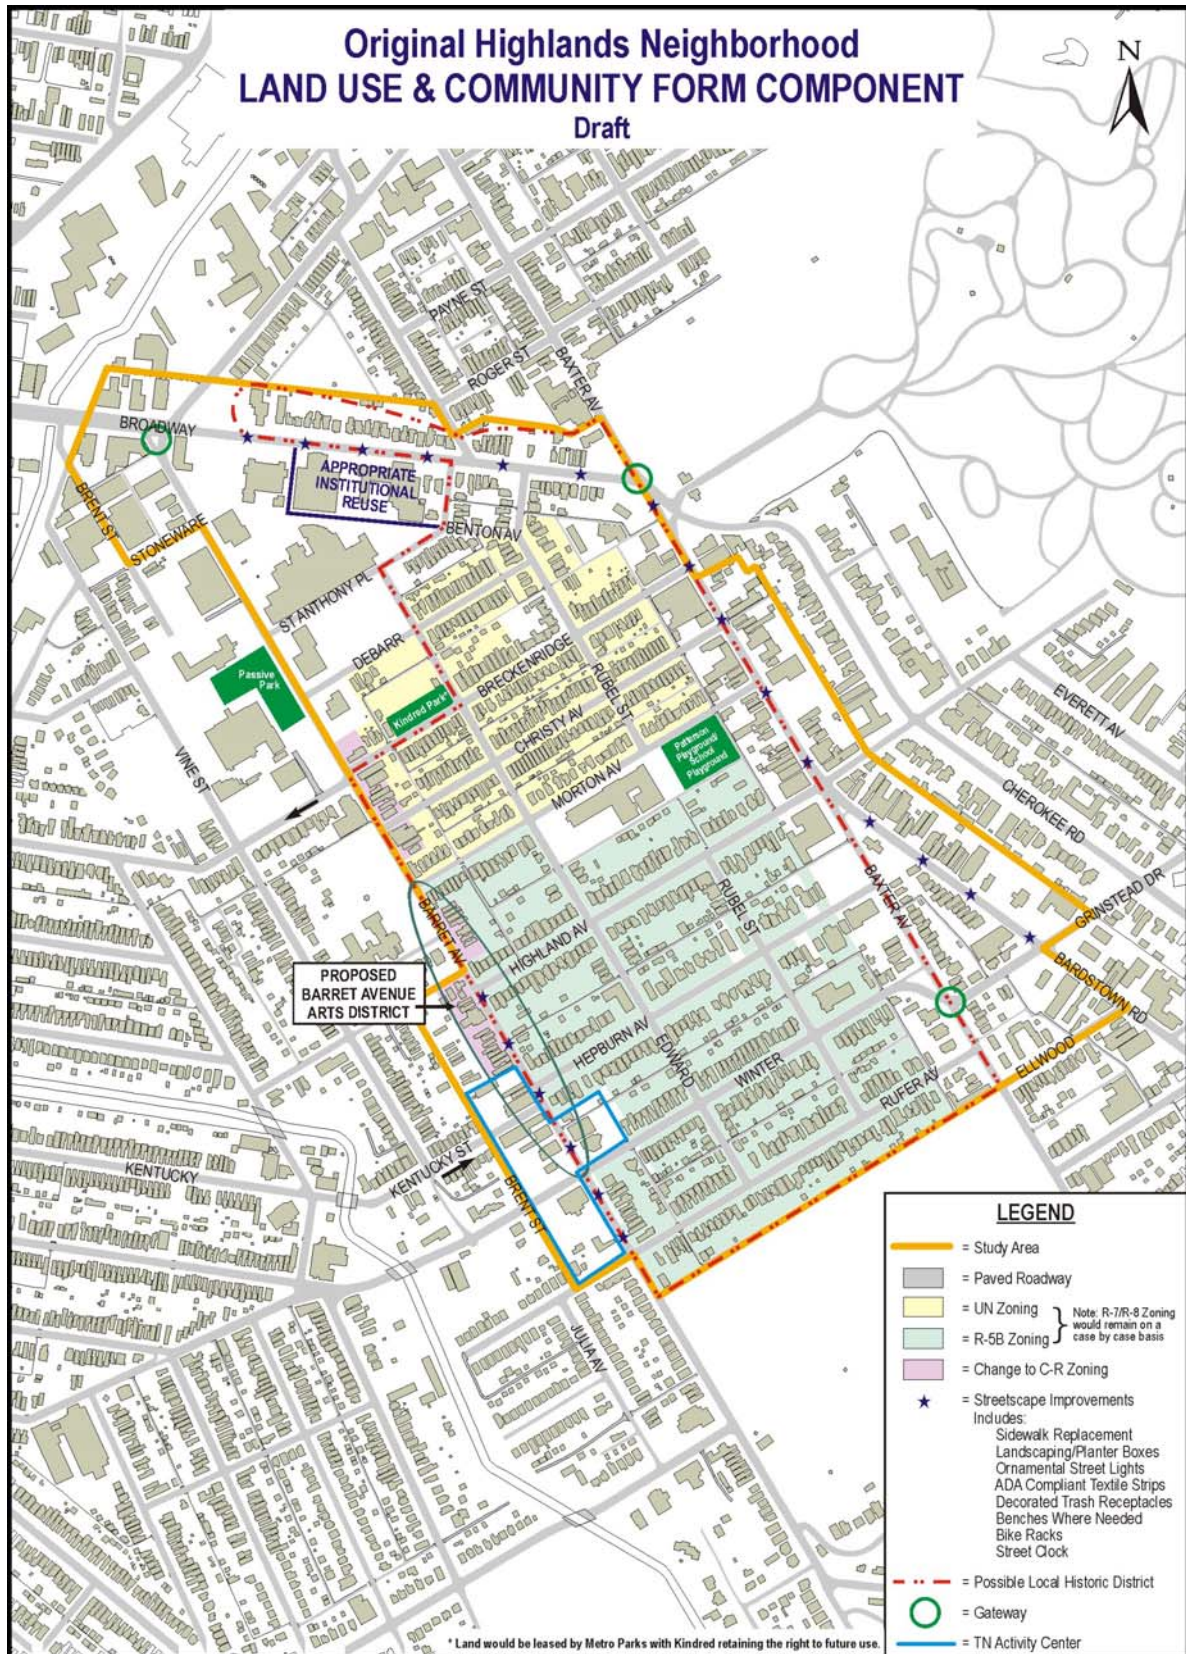 Original Highlands Neighborhood
LAND USE & COMMUNITY FORM COMPONENT
Draft
N
PAYNE ST
ROGER ST
BAXTER AV
BROADWAY
APPROPRIATE
INSTITUTIONAL
REUSE
BRENT ST
STONEWARE
BENTON AV
ST ANTHONY PL
DEBARR
BRECKENRIDGE
RUBEL ST
CHRISTY AV
MORTON AV
Passive
Park
Kindred Park*
Patterson
Playground/
School
Playground
EVERETT AV
CHEROKEE RD
VINE ST
BARRET AV
HIGHLAND AV
RUBEL ST
BAXTER AV
GRINSTEAD DR
BARDSTOWN RD
PROPOSED
BARRET AVENUE
ARTS DISTRICT
HEPBURN AV
EDWARD
WINTER
RUFER AV
ELLWOOD
KENTUCKY
KENTUCKY ST
BRENT ST
JULIA AV
LEGEND
= Study Area
= Paved Roadway
= UN Zoning
= R-5B Zoning
Note: R-7/R-8 Zoning
would remain on a
case by case basis
= Change to C-R Zoning
= Streetscape Improvements
Includes:
Sidewalk Replacement
Landscaping/Planter Boxes
Ornamental Street Lights
ADA Compliant Textile Strips
Decorated Trash Receptacles
Benches Where Needed
Bike Racks
Street Clock
= Possible Local Historic District
= Gateway
= TN Activity Center
* Land would be leased by Metro Parks with Kindred retaining the right to future use.